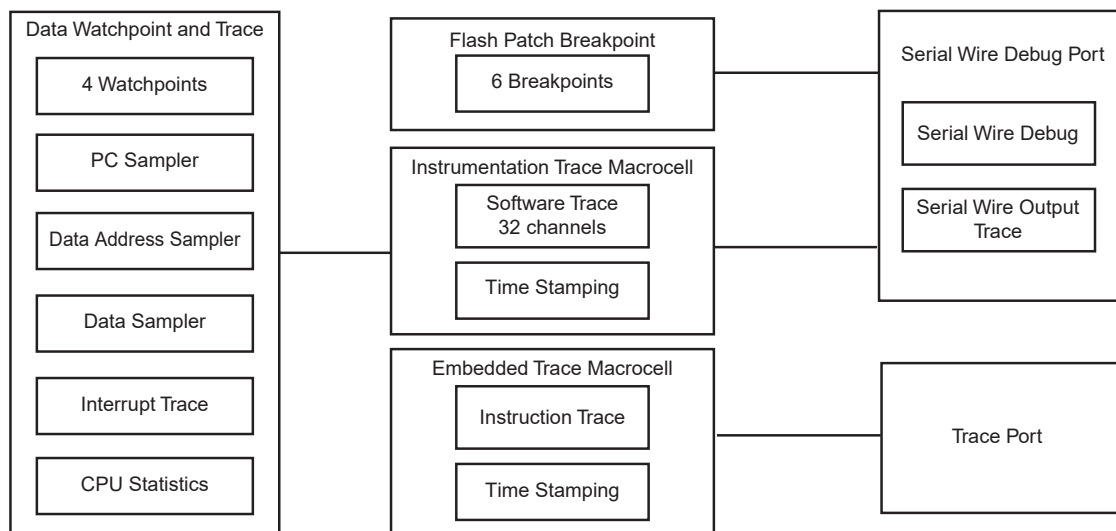 Data Watchpoint and Trace
4 Watchpoints
PC Sampler
Data Address Sampler
Data Sampler
Interrupt Trace
CPU Statistics
Flash Patch Breakpoint
6 Breakpoints
Instrumentation Trace Macrocell
Software Trace
32 channels
Time Stamping
Embedded Trace Macrocell
Instruction Trace
Time Stamping
Serial Wire Debug Port
Serial Wire Debug
Serial Wire Output
Trace
Trace Port